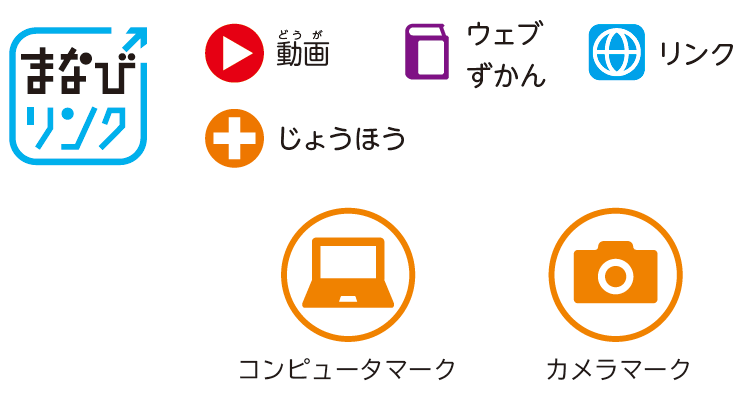 まなび
リンク
どうが
動画
ウェブ
ずかん
リンク
じょうほう
コンピュータマーク
カメラマーク